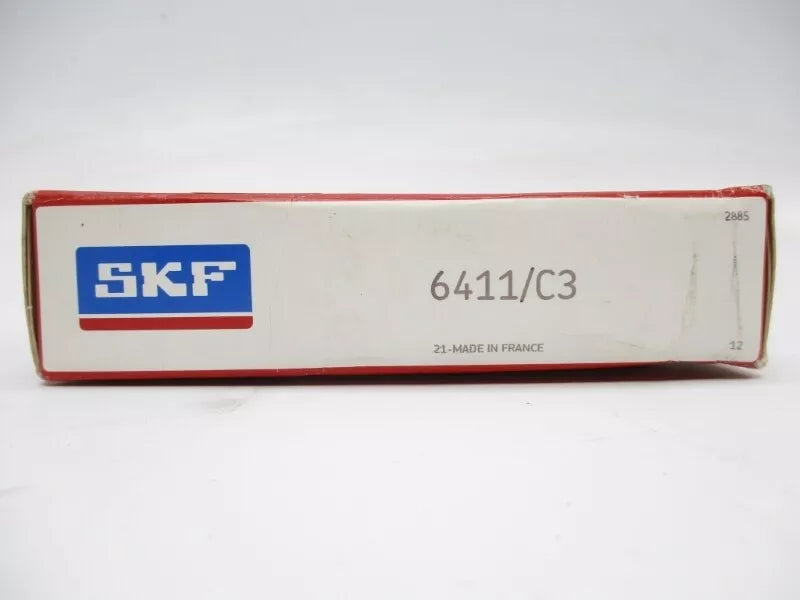 2885
SKF
6411/C3
21-MADE IN FRANCE
12